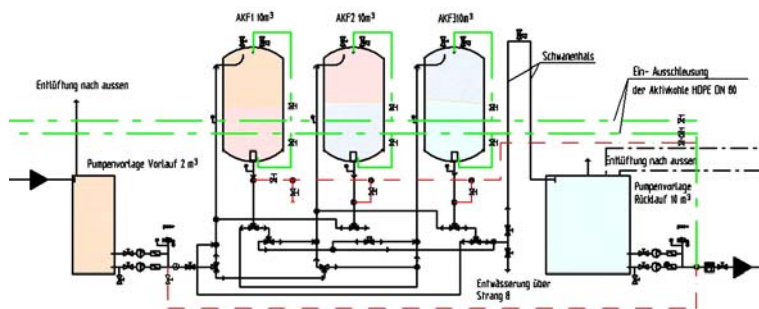 AKF1 10m³
AKF2 10m³
AKF3 10m³
Schwanenhals
Entlüftung nach aussen
Ein- Ausschleusung
der Aktivkohle HDPE DN 80
Pumpenvorlage Vorlauf 2 m³
Entlüftung nach aussen
Pumpenvorlage
Rücklauf 10 m³
Entwässerung über
Strang 8